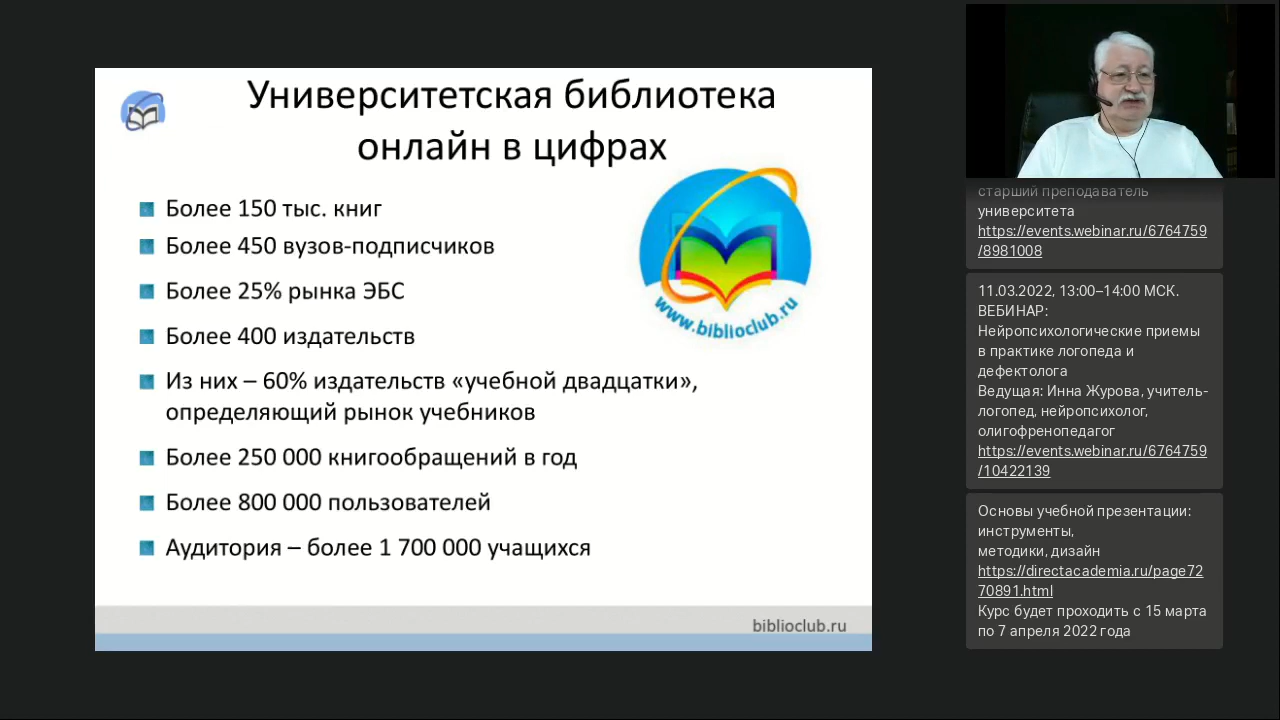 Университетская библиотека
онлайн в цифрах
Более 150 тыс. книг
Более 450 вузов-подписчиков
Более 25% рынка ЭБС
Более 400 издательств
Из них – 60% издательств «учебной двадцатки»,
определяющий рынок учебников
Более 250 000 книгообращений в год
Более 800 000 пользователей
Аудитория – более 1 700 000 учащихся
www.biblioclub.ru
biblioclub.ru
старший преподаватель
университета
https://events.webinar.ru/6764759
/8981008
11.03.2022, 13:00–14:00 МСК.
ВЕБИНАР:
Нейропсихологические приемы
в практике логопеда и
дефектолога
Ведущая: Инна Журова, учитель-
логопед, нейропсихолог,
олигофренопедагог
https://events.webinar.ru/6764759
/10422139
Основы учебной презентации:
инструменты,
методики, дизайн
https://directacademia.ru/page72
70891.html
Курс будет проходить с 15 марта
по 7 апреля 2022 года